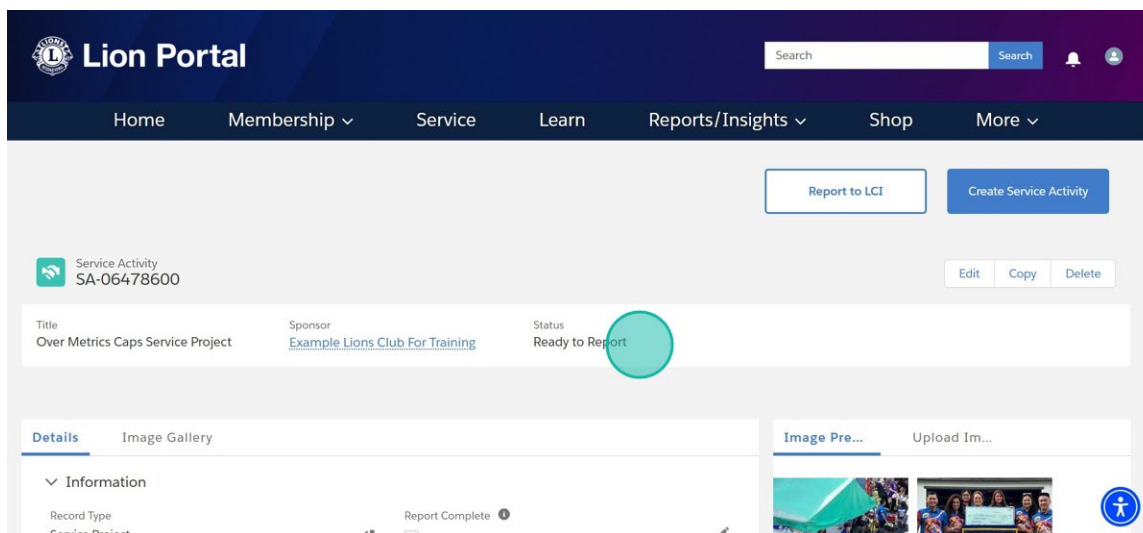 Lion Portal
Search
Search
Home Membership Service Learn Reports/Insights Shop More
Report to LCI
Create Service Activity
Service Activity
SA-06478600
Edit Copy Delete
Title Sponsor Status
Over Metrics Caps Service Project Example Lions Club For Training Ready to Report
Details Image Gallery
Image Pre... Upload Im...
Information
Record Type Report Complete
Service Project